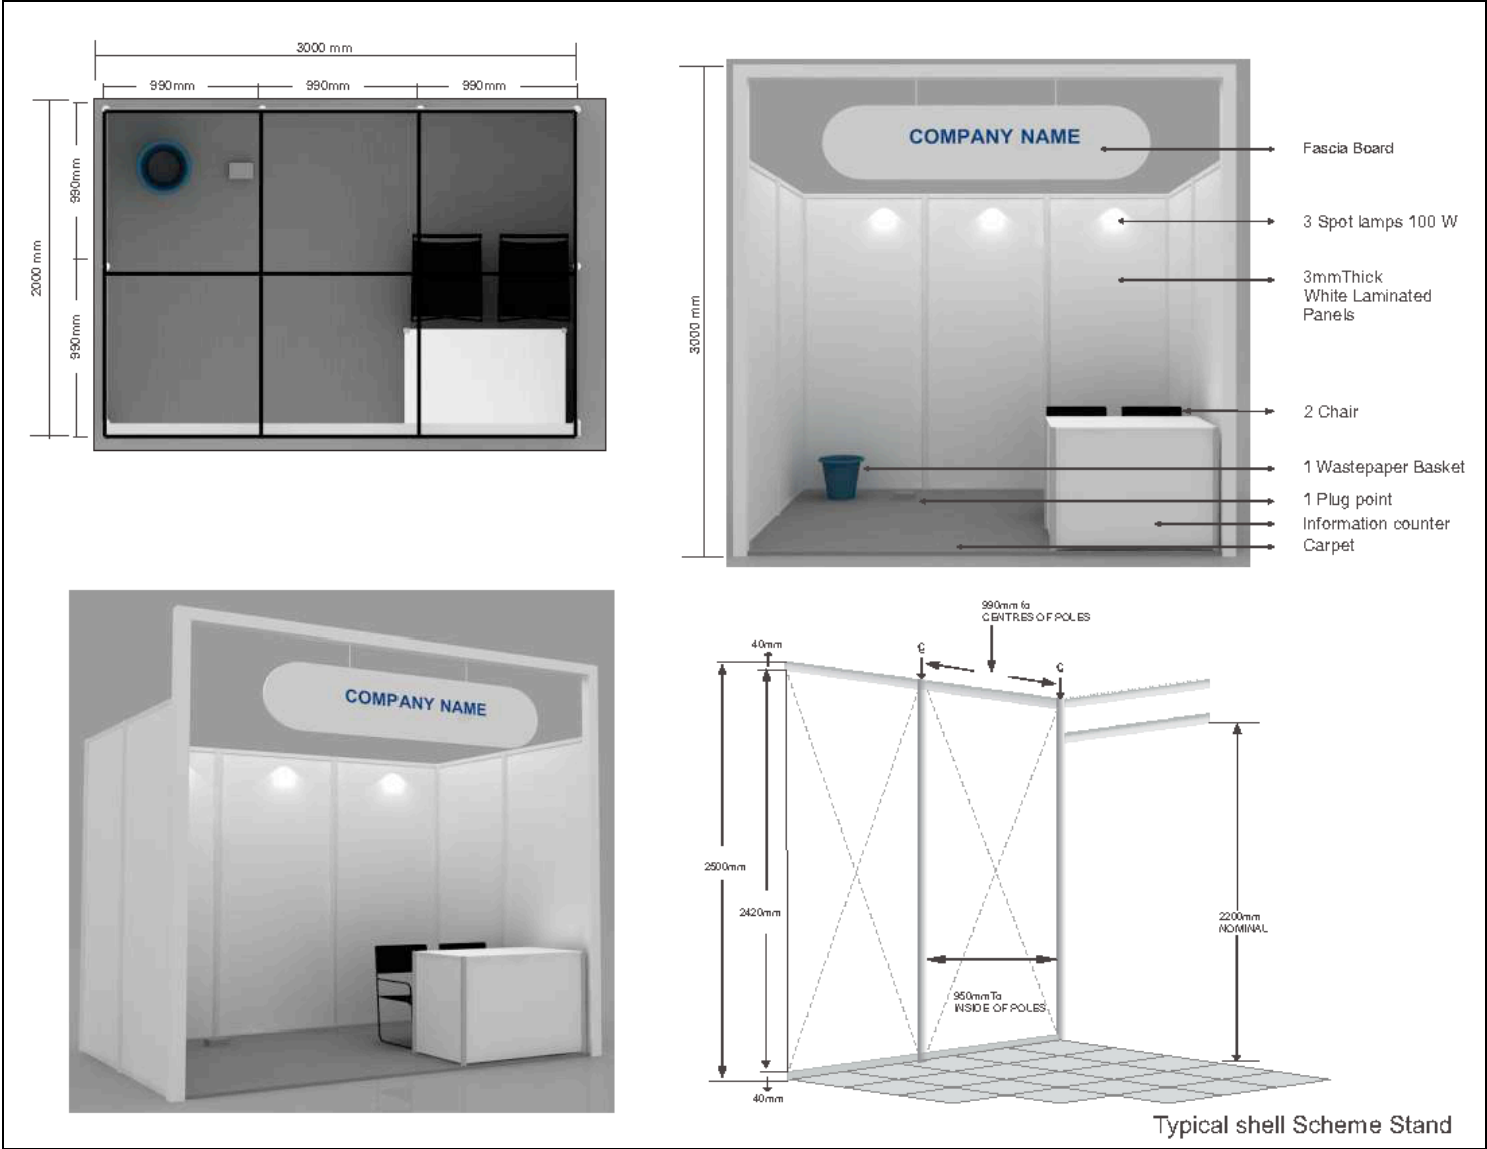 3000 mm
990mm
990mm
990mm
990mm
2000 mm
990mm
COMPANY NAME
Fascia Board
3 Spot lamps 100 W
3mmThick
White Laminated
Panels
3000 mm
2 Chair
1 Wastepaper Basket
1 Plug point
Information counter
Carpet
COMPANY NAME
990mm to
CENTRES OF POLES
40mm
2500mm
2420mm
2200mm
NOMINAL
950mmTo
INSIDE OF POLES
40mm
Typical shell Scheme Stand